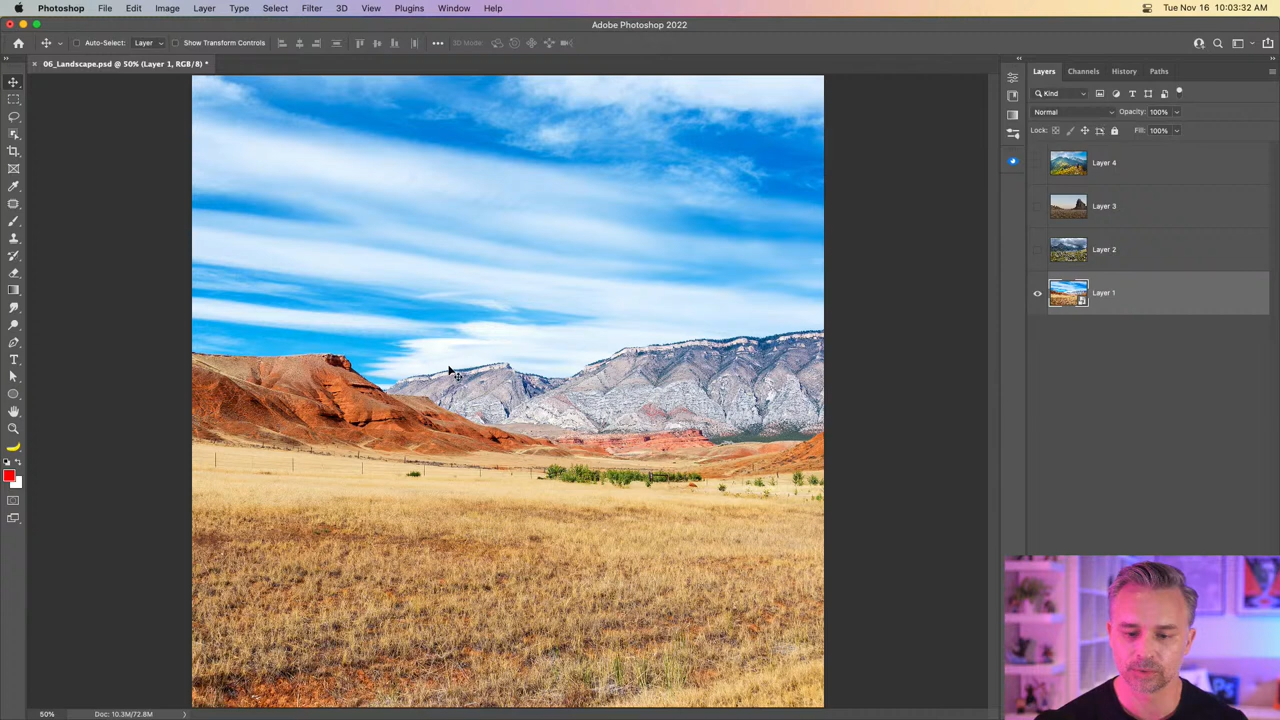 Photoshop File Edit Image Layer Type Select Filter 3D View Plugins Window Help
Tue Nov 16 10:03:32 AM
Adobe Photoshop 2022
Auto-Select: Layer Show Transform Controls
3D Mode:
06_Landscape.psd @ 50% (Layer 1, RGB/8) *
Layers Channels History Paths
Kind
Normal Opacity: 100%
Lock: Fill: 100%
Layer 4
Layer 3
Layer 2
Layer 1
50% Doc: 10.3M/72.8M